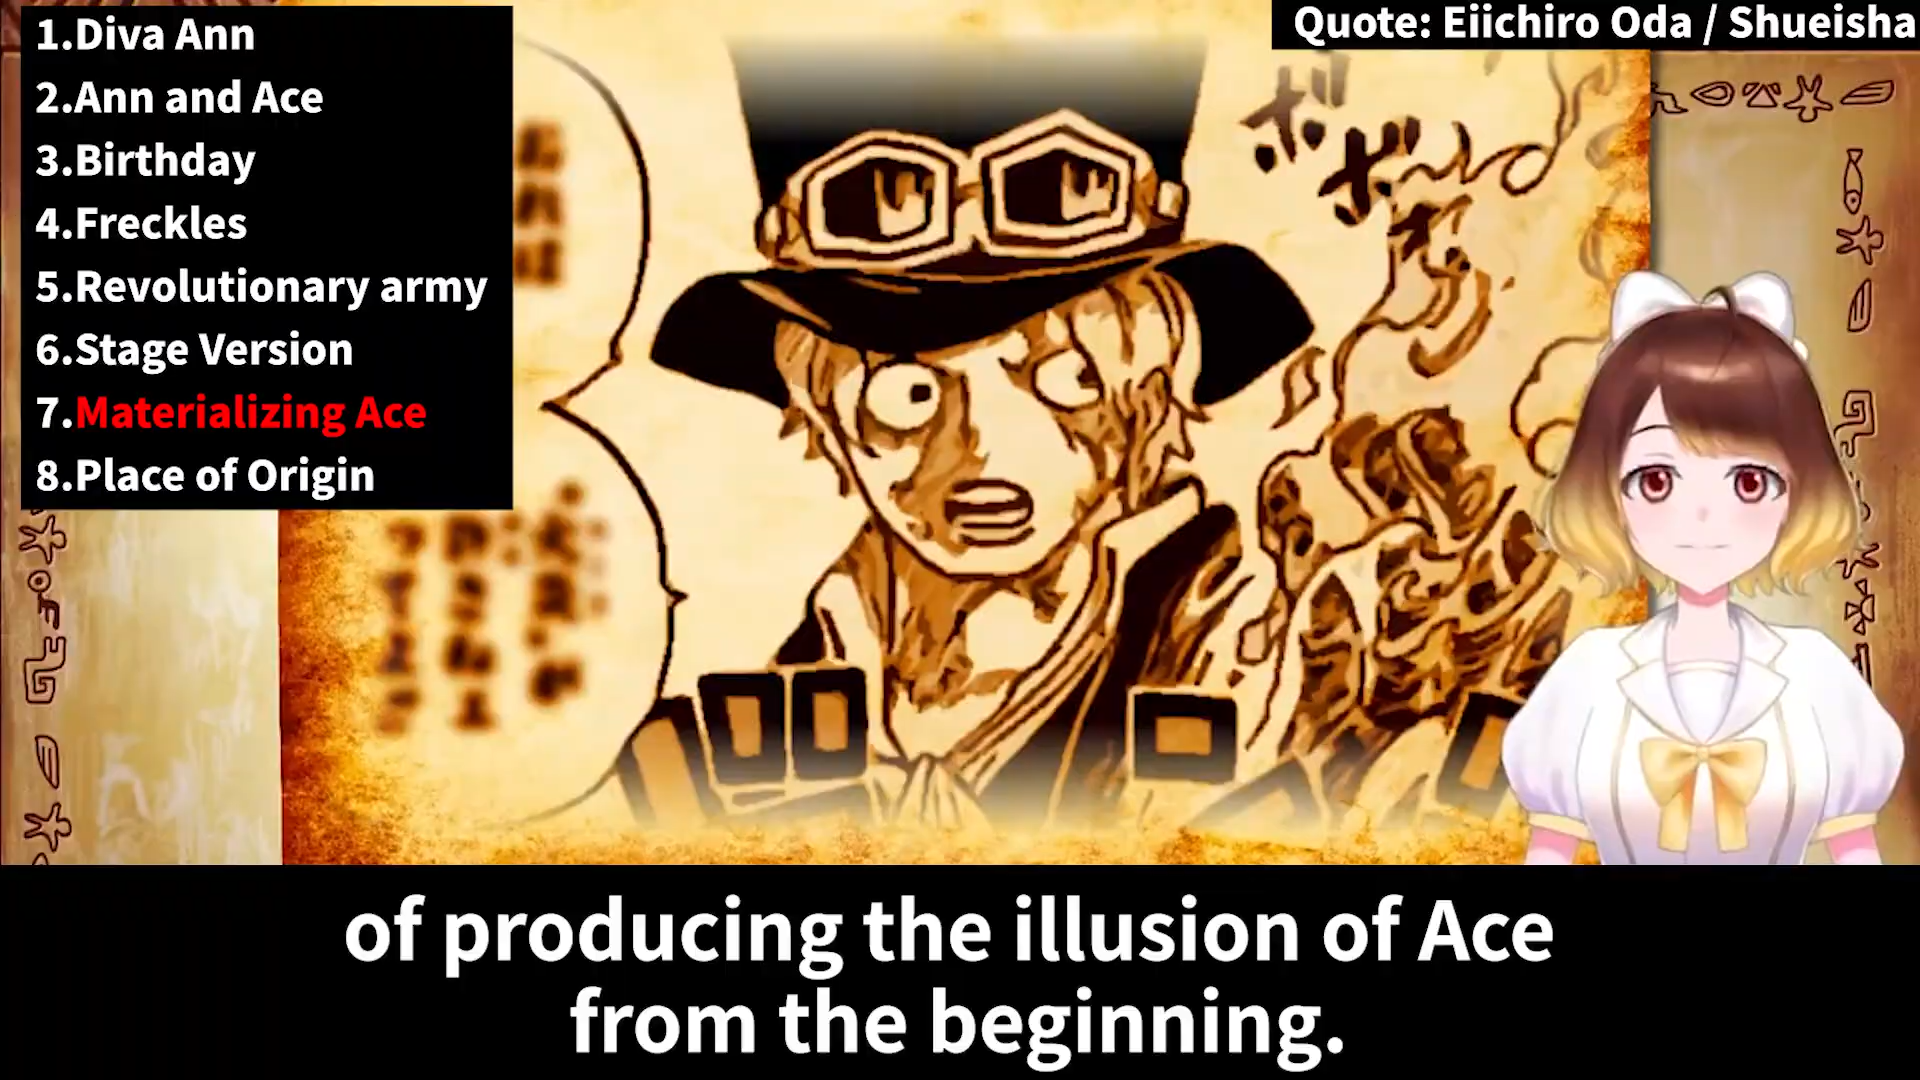 1.Diva Ann
2.Ann and Ace
3.Birthday
4.Freckles
5.Revolutionary army
6.Stage Version
7.Materializing Ace
8.Place of Origin
Quote: Eiichiro Oda / Shueisha
of producing the illusion of Ace
from the beginning.